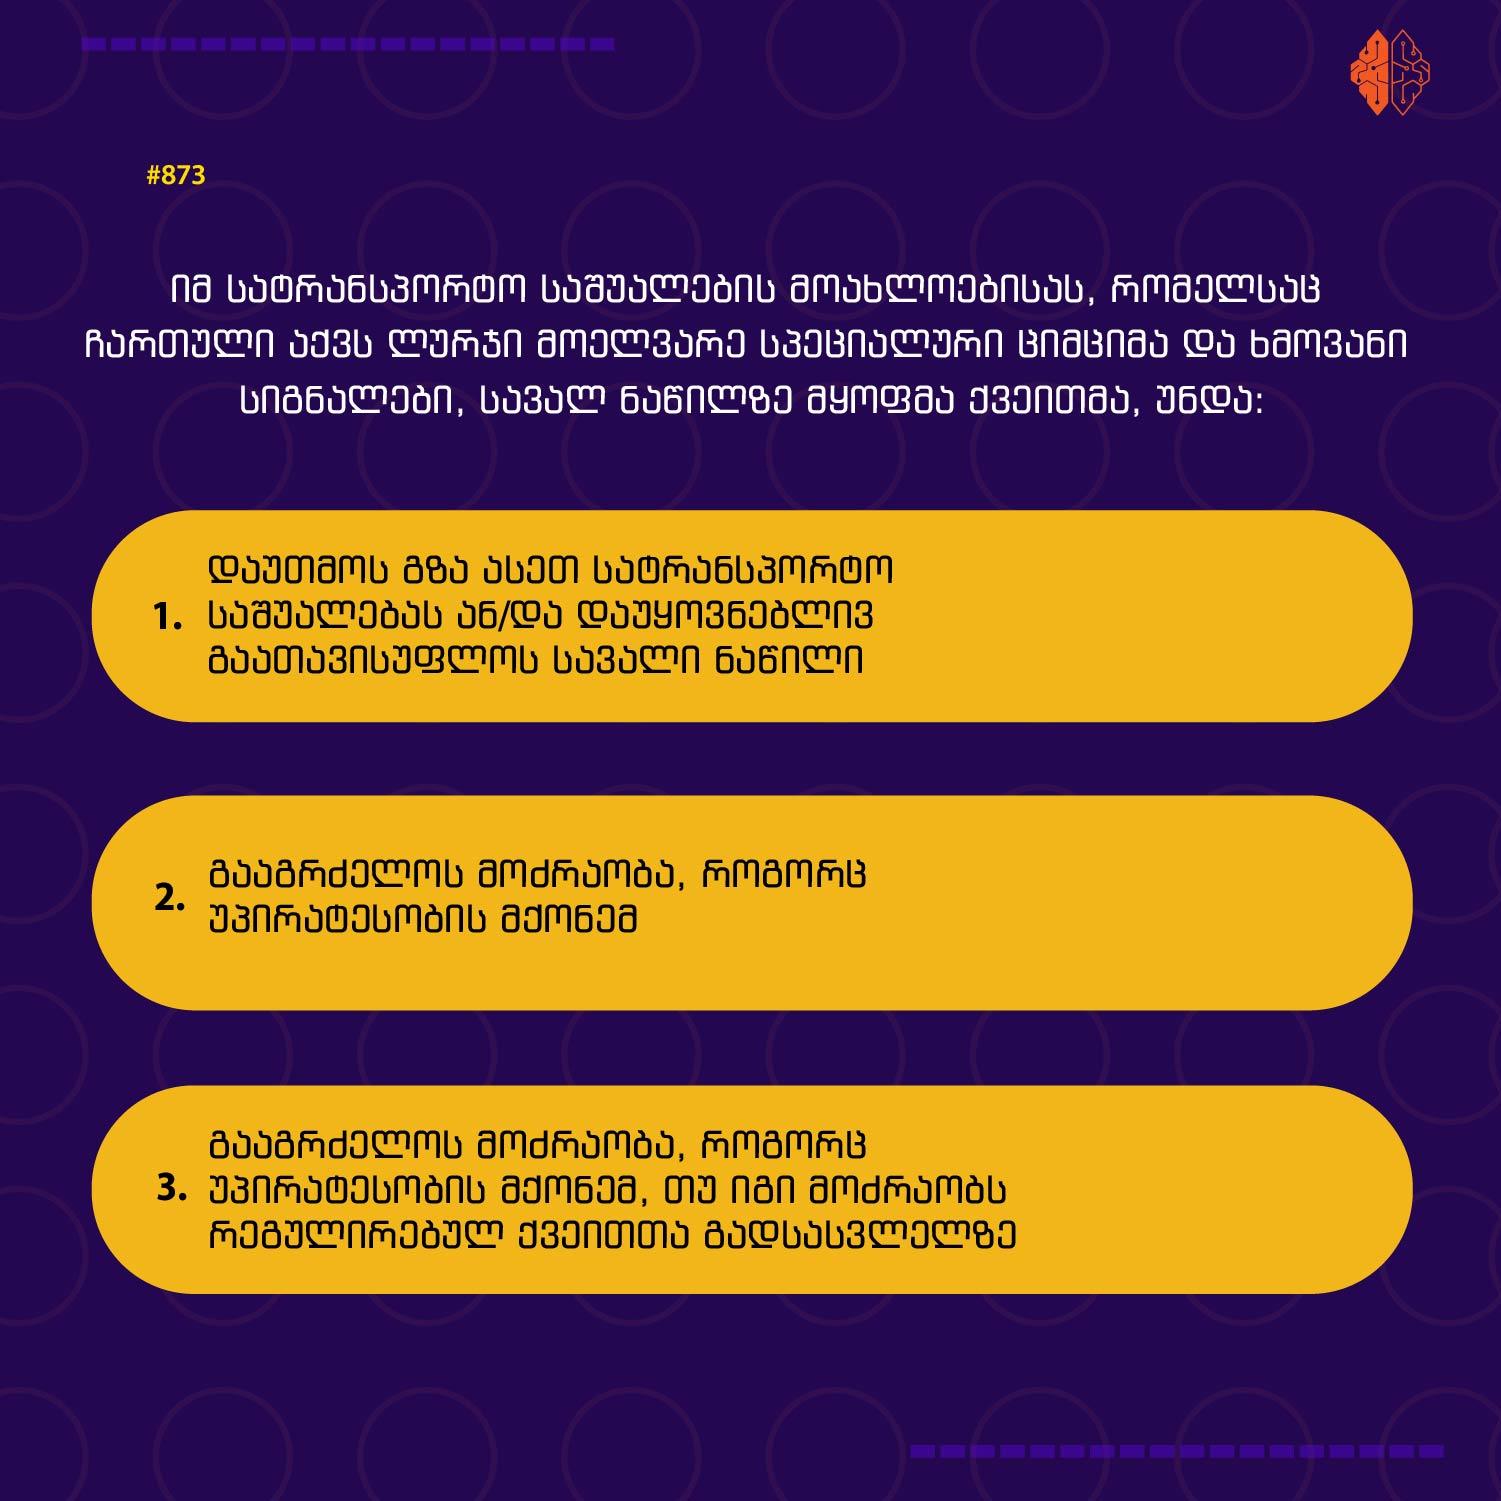 #873
იმ სატრანსპორტო საშუალების მოახლოებისას, რომელსაც
ჩართული აქვს ლურჯი მოელვარე სპეციალური ციმციმა და ხმოვანი
სიგნალები, სავალ ნაწილზე მყოფმა ქვეითმა, უნდა:
1. დაუთმოს გზა ასეთ სატრანსპორტო
საშუალებას ან/და დაუყოვნებლივ
გაათავისუფლოს სავალი ნაწილი
2. გააგრძელოს მოძრაობა, როგორც
უპირატესობის მქონემ
3. გააგრძელოს მოძრაობა, როგორც
უპირატესობის მქონემ, თუ იგი მოძრაობს
რეგულირებულ ქვეითთა გადსასვლელზე